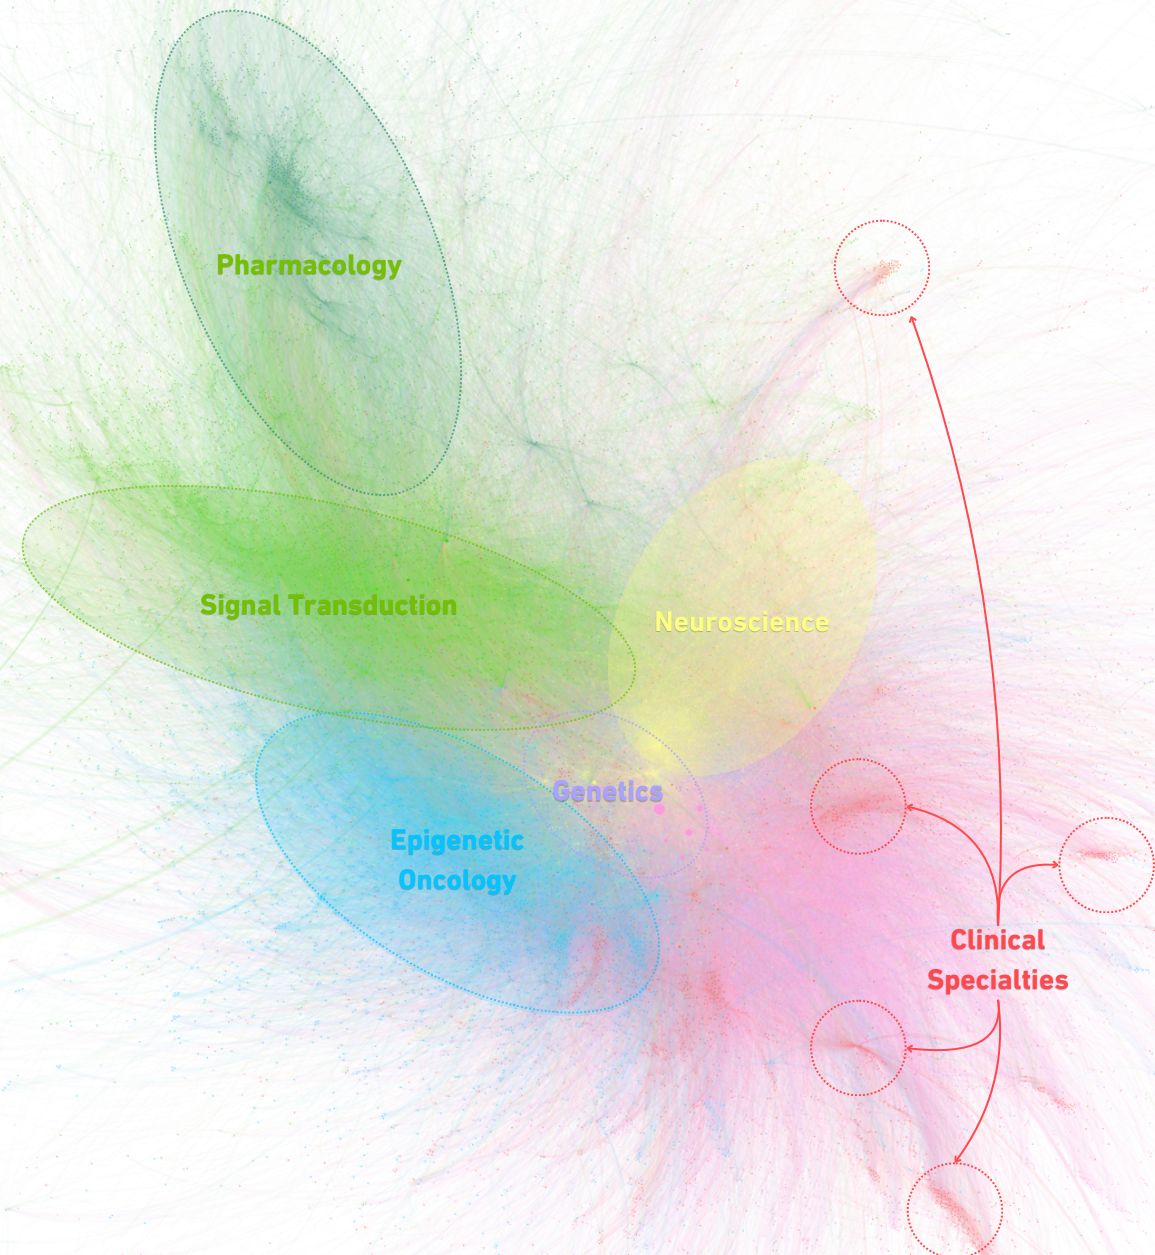 Pharmacology
Signal Transduction
Neuroscience
Genetics
Epigenetic
Oncology
Clinical
Specialties